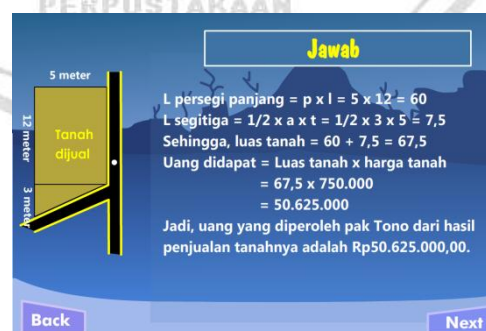 PERPUSTAKAAN
Jawab
5 meter
12 meter
Tanah
dijual
3 meter
L persegi panjang = p x l = 5 x 12 = 60
L segitiga = 1/2 x a x t = 1/2 x 3 x 5 = 7,5
Sehingga, luas tanah = 60 + 7,5 = 67,5
Uang didapat = Luas tanah x harga tanah
= 67,5 x 750.000
= 50.625.000
Jadi, uang yang diperoleh pak Tono dari hasil
penjualan tanahnya adalah Rp50.625.000,00.
Back
Next